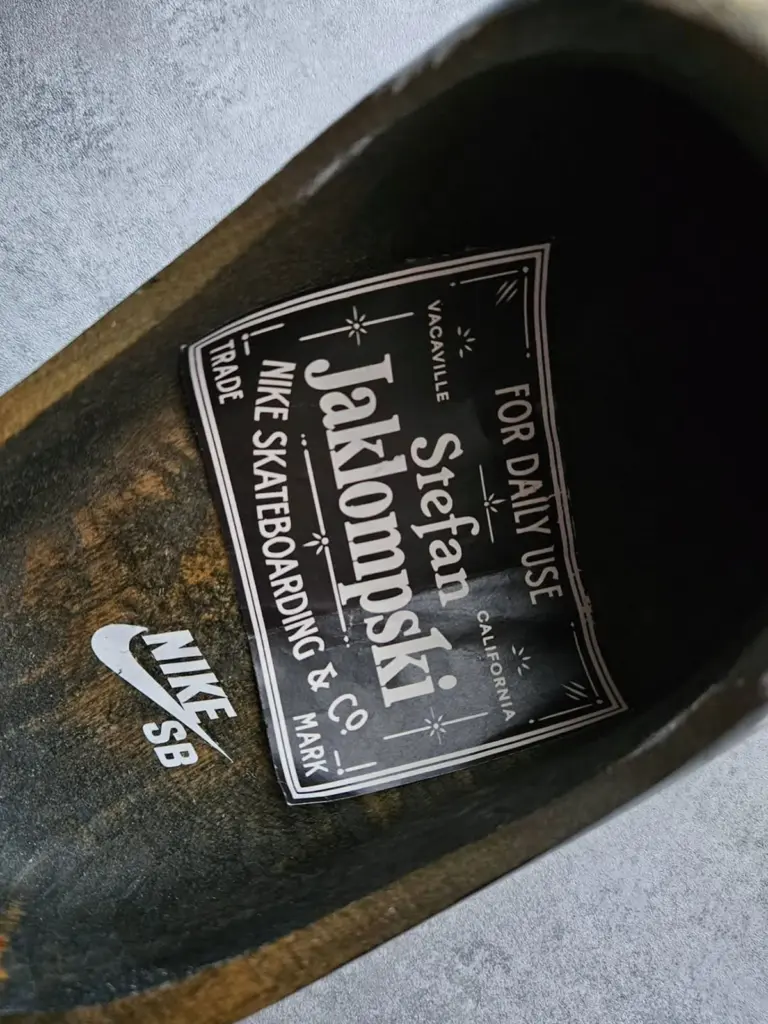 FOR DAILY USE
VACAVILLE CALIFORNIA
Stefan
Jaklompski
NIKE SKATEBOARDING & Co.
TRADE MARK
NIKE
SB